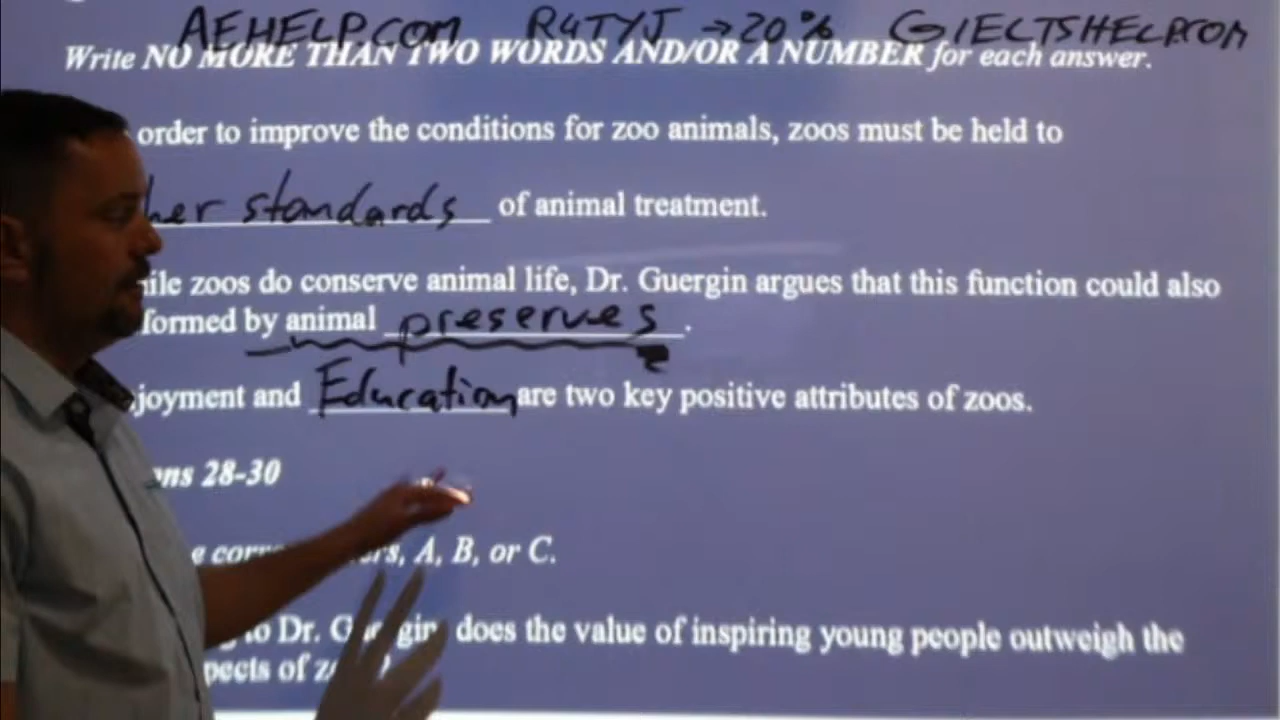 AEHELP.COM R4TYJ →20% GIELTSHELP.COM
Write NO MORE THAN TWO WORDS AND/OR A NUMBER for each answer.
order to improve the conditions for zoo animals, zoos must be held to
her standards of animal treatment.
ile zoos do conserve animal life, Dr. Guergin argues that this function could also
formed by animal preserves.
joyment and Education are two key positive attributes of zoos.
ns 28-30
A, B, or C.
to Dr. Guergin, does the value of inspiring young people outweigh the
pects of